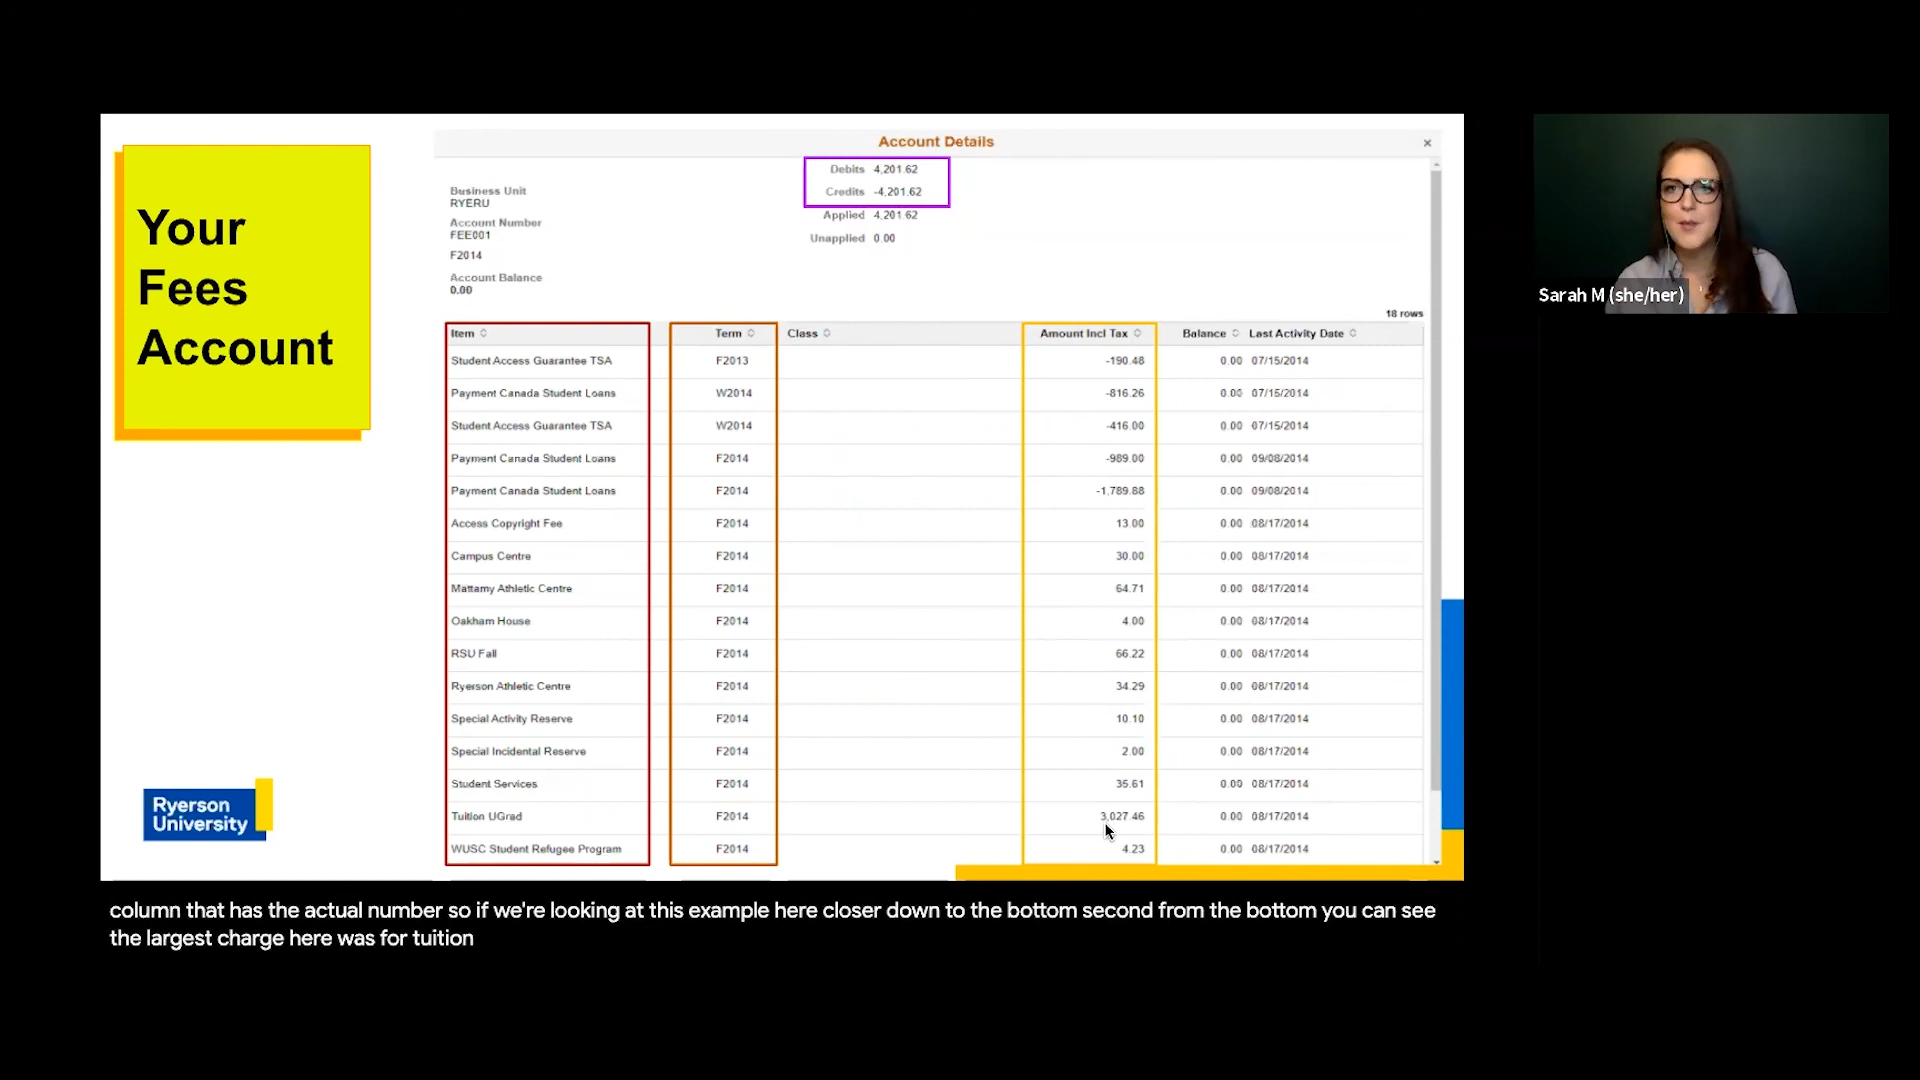 Your
Fees
Account
Ryerson
University
Account Details
×
Debits 4,201.62
Credits -4,201.62
Applied 4,201.62
Unapplied 0.00
Business Unit
RYERU
Account Number
FEE001
F2014
Account Balance
0.00
18 rows
Item Term Class Amount Incl Tax Balance Last Activity Date
Student Access Guarantee TSA F2013 -190.48 0.00 07/15/2014
Payment Canada Student Loans W2014 -816.26 0.00 07/15/2014
Student Access Guarantee TSA W2014 -416.00 0.00 07/15/2014
Payment Canada Student Loans F2014 -989.00 0.00 09/08/2014
Payment Canada Student Loans F2014 -1,789.88 0.00 09/08/2014
Access Copyright Fee F2014 13.00 0.00 08/17/2014
Campus Centre F2014 30.00 0.00 08/17/2014
Mattamy Athletic Centre F2014 64.71 0.00 08/17/2014
Oakham House F2014 4.00 0.00 08/17/2014
RSU Fall F2014 66.22 0.00 08/17/2014
Ryerson Athletic Centre F2014 34.29 0.00 08/17/2014
Special Activity Reserve F2014 10.10 0.00 08/17/2014
Special Incidental Reserve F2014 2.00 0.00 08/17/2014
Student Services F2014 35.61 0.00 08/17/2014
Tuition UGrad F2014 3,027.46 0.00 08/17/2014
WUSC Student Refugee Program F2014 4.23 0.00 08/17/2014
Sarah M (she/her)
column that has the actual number so if we're looking at this example here closer down to the bottom second from the bottom you can see
the largest charge here was for tuition